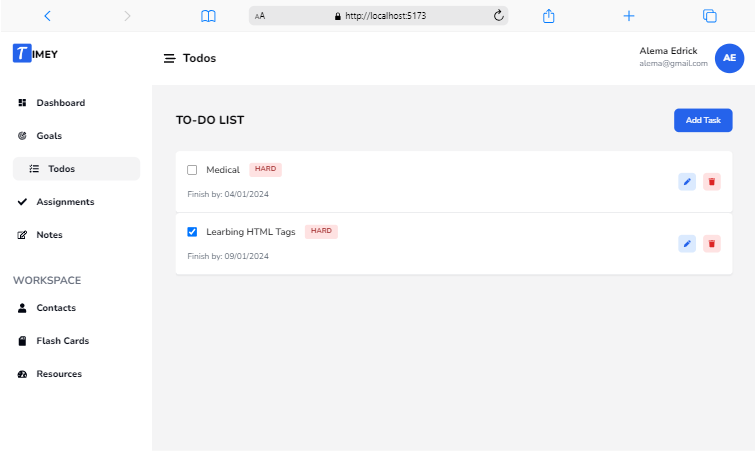 AA http://localhost:5173
TIMEY
Todos
Alema Edrick
alema@gmail.com
AE
Dashboard
Goals
Todos
Assignments
Notes
WORKSPACE
Contacts
Flash Cards
Resources
TO-DO LIST
Add Task
Medical HARD
Finish by: 04/01/2024
Learbing HTML Tags HARD
Finish by: 09/01/2024